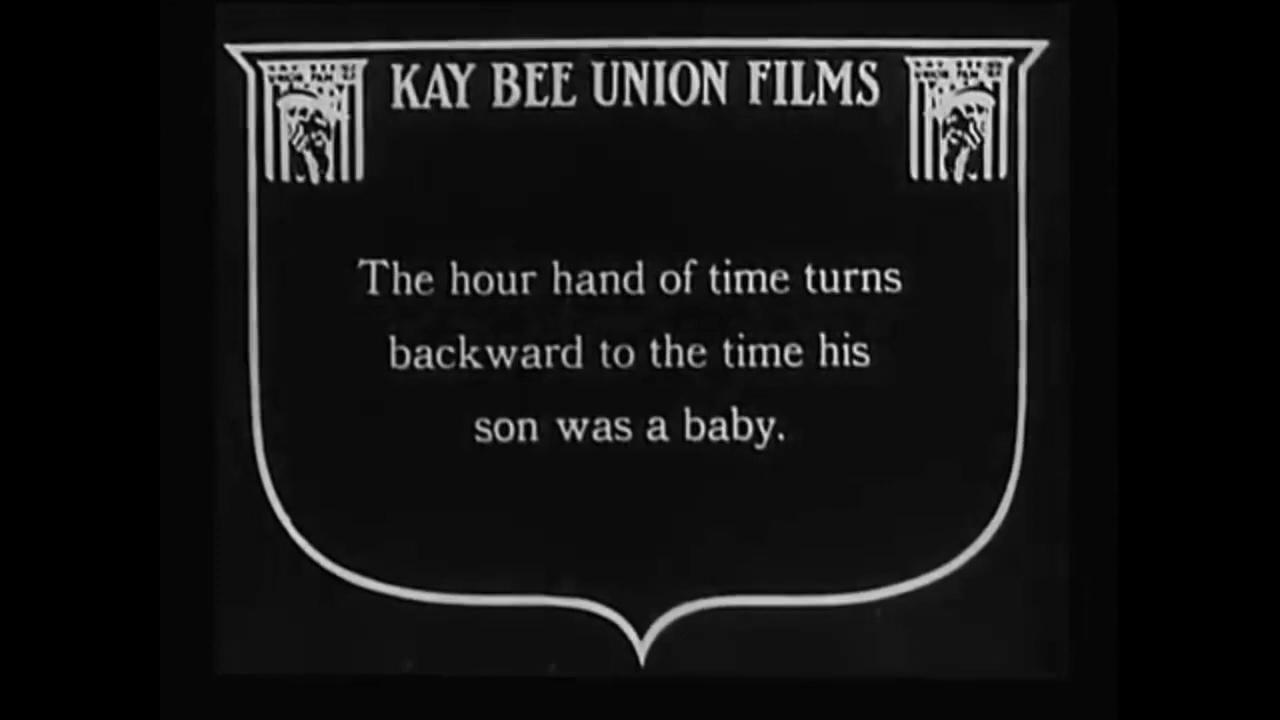 KAY BEE UNION FILMS
The hour hand of time turns
backward to the time his
son was a baby.